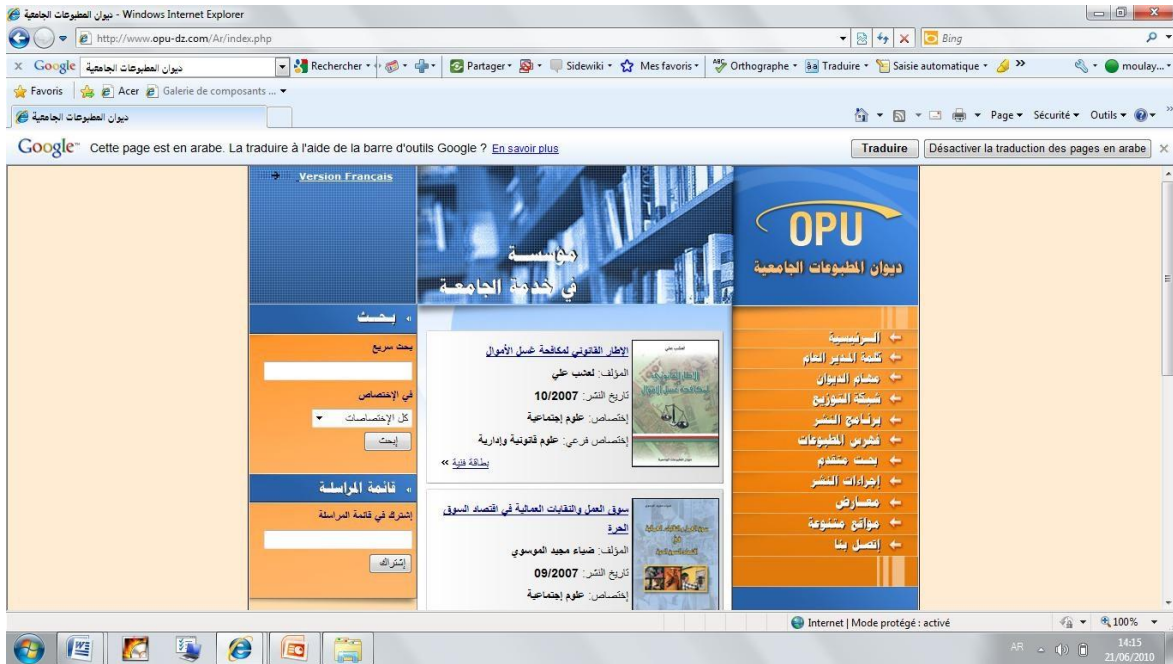 ديوان المطبوعات الجامعية - Windows Internet Explorer
http://www.opu-dz.com/Ar/index.php
Bing
x Google ديوان المطبوعات الجامعية Rechercher Partager Sidewiki Mes favoris Orthographe Traduire Saisie automatique moulay...
Favoris Acer Galerie de composants ...
ديوان المطبوعات الجامعية
Page Sécurité Outils
Google Cette page est en arabe. La traduire à l'aide de la barre d'outils Google ? En savoir plus Traduire Désactiver la traduction des pages en arabe
Version Français
مؤسسة
في خدمة الجامعة
OPU
ديوان المطبوعات الجامعية
الرئيسية
كلمة المدير العام
مهام الديوان
شبكة التوزيع
برنامج النشر
فهرس المطبوعات
بحث متقدم
إجراءات النشر
معارض
مواقع متنوعة
إتصل بنا
الإطار القانوني لمكافحة غسل الأموال
المؤلف: لعشب علي
تاريخ النشر: 10/2007
إختصاص: علوم إجتماعية
إختصاص فرعي: علوم قانونية وإدارية
بطاقة فنية »
سوق العمل والنقابات العمالية في اقتصاد السوق
الحرة
المؤلف: ضياء مجيد الموسوي
تاريخ النشر: 09/2007
إختصاص: علوم إجتماعية
بحث
بحث سريع
في الإختصاص
كل الإختصاصات
إبحث
قائمة المراسلة
إشترك في قائمة المراسلة
إشتراك
Internet | Mode protégé : activé
100%
AR
14:15
21/06/2010